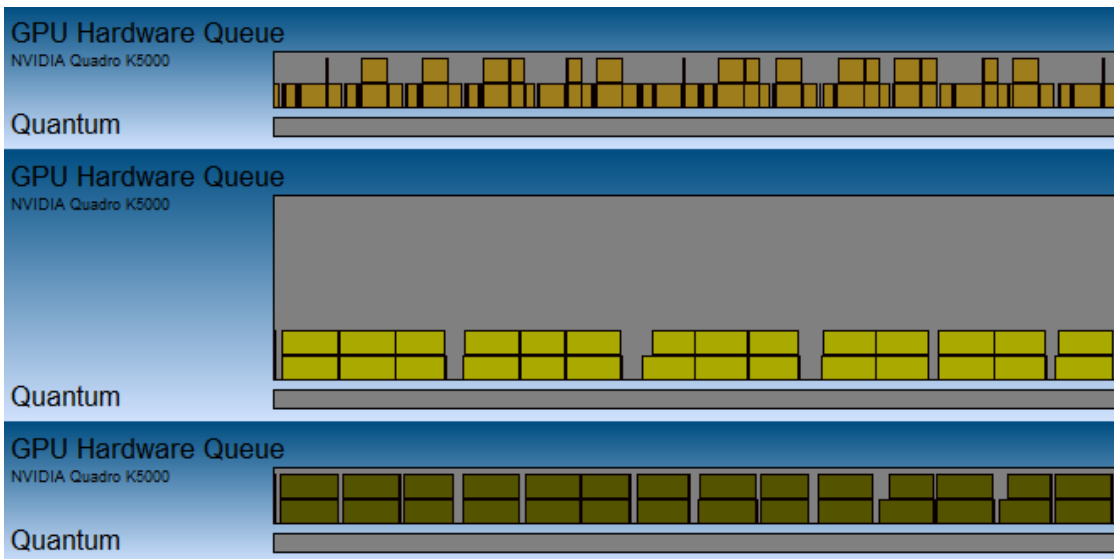 GPU Hardware Queue
NVIDIA Quadro K5000
Quantum
GPU Hardware Queue
NVIDIA Quadro K5000
Quantum
GPU Hardware Queue
NVIDIA Quadro K5000
Quantum